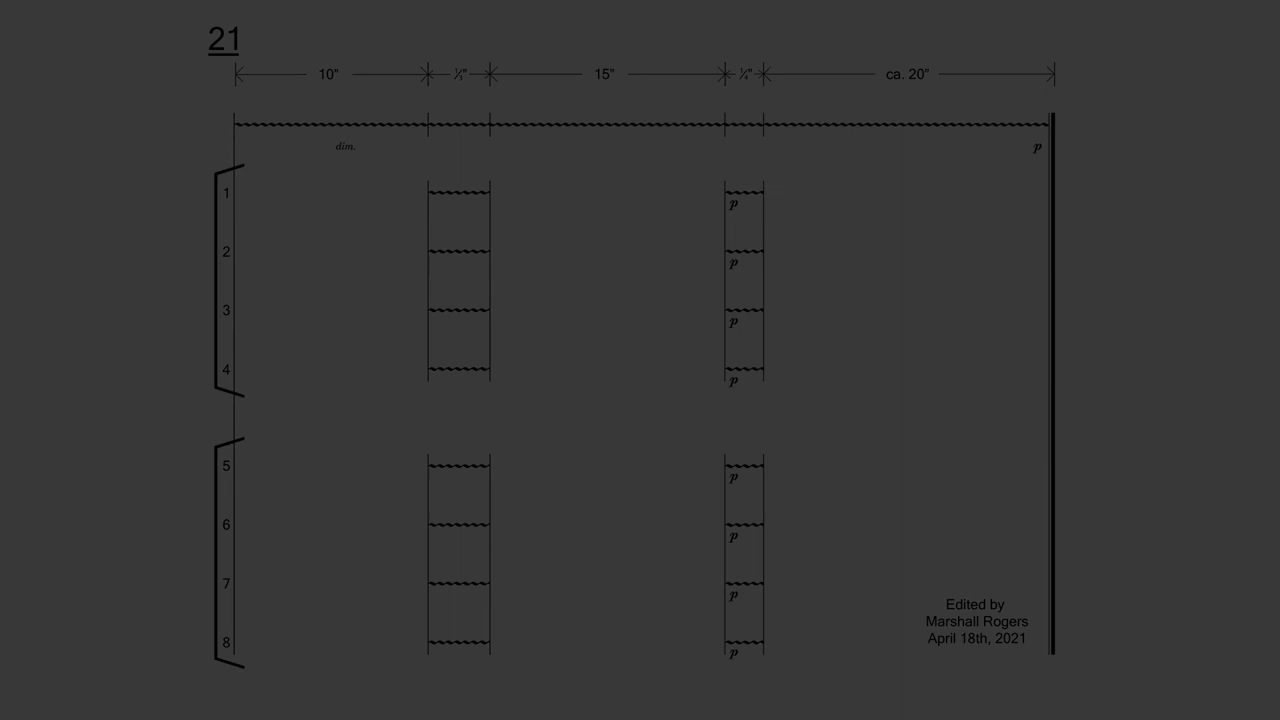 21
10" ⅓" 15" ¼" ca. 20"
dim. p
1
p
2
p
3
p
4
p
5
p
6
p
7
p
8
p
Edited by
Marshall Rogers
April 18th, 2021